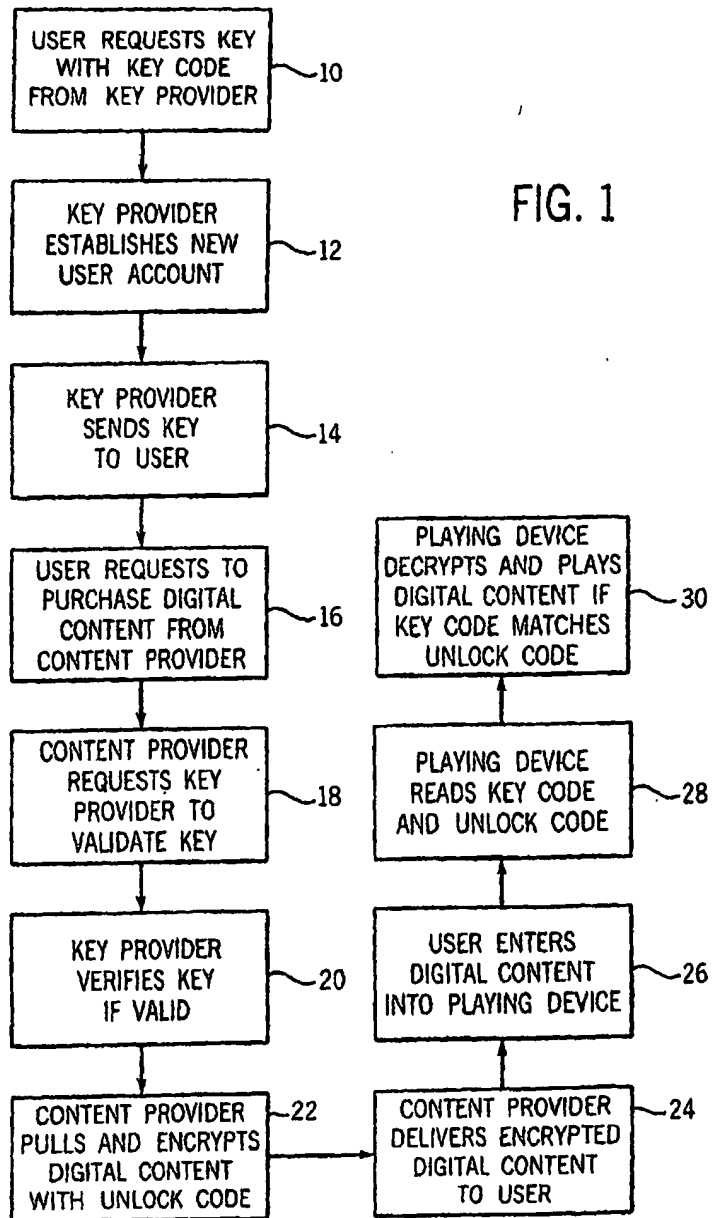 USER REQUESTS KEY
WITH KEY CODE
FROM KEY PROVIDER
10
KEY PROVIDER
ESTABLISHES NEW
USER ACCOUNT
12
KEY PROVIDER
SENDS KEY
TO USER
14
USER REQUESTS TO
PURCHASE DIGITAL
CONTENT FROM
CONTENT PROVIDER
16
CONTENT PROVIDER
REQUESTS KEY
PROVIDER TO
VALIDATE KEY
18
KEY PROVIDER
VERIFIES KEY
IF VALID
20
CONTENT PROVIDER
PULLS AND ENCRYPTS
DIGITAL CONTENT
WITH UNLOCK CODE
22
CONTENT PROVIDER
DELIVERS ENCRYPTED
DIGITAL CONTENT
TO USER
24
USER ENTERS
DIGITAL CONTENT
INTO PLAYING DEVICE
26
PLAYING DEVICE
READS KEY CODE
AND UNLOCK CODE
28
PLAYING DEVICE
DECRYPTS AND PLAYS
DIGITAL CONTENT IF
KEY CODE MATCHES
UNLOCK CODE
30
FIG. 1